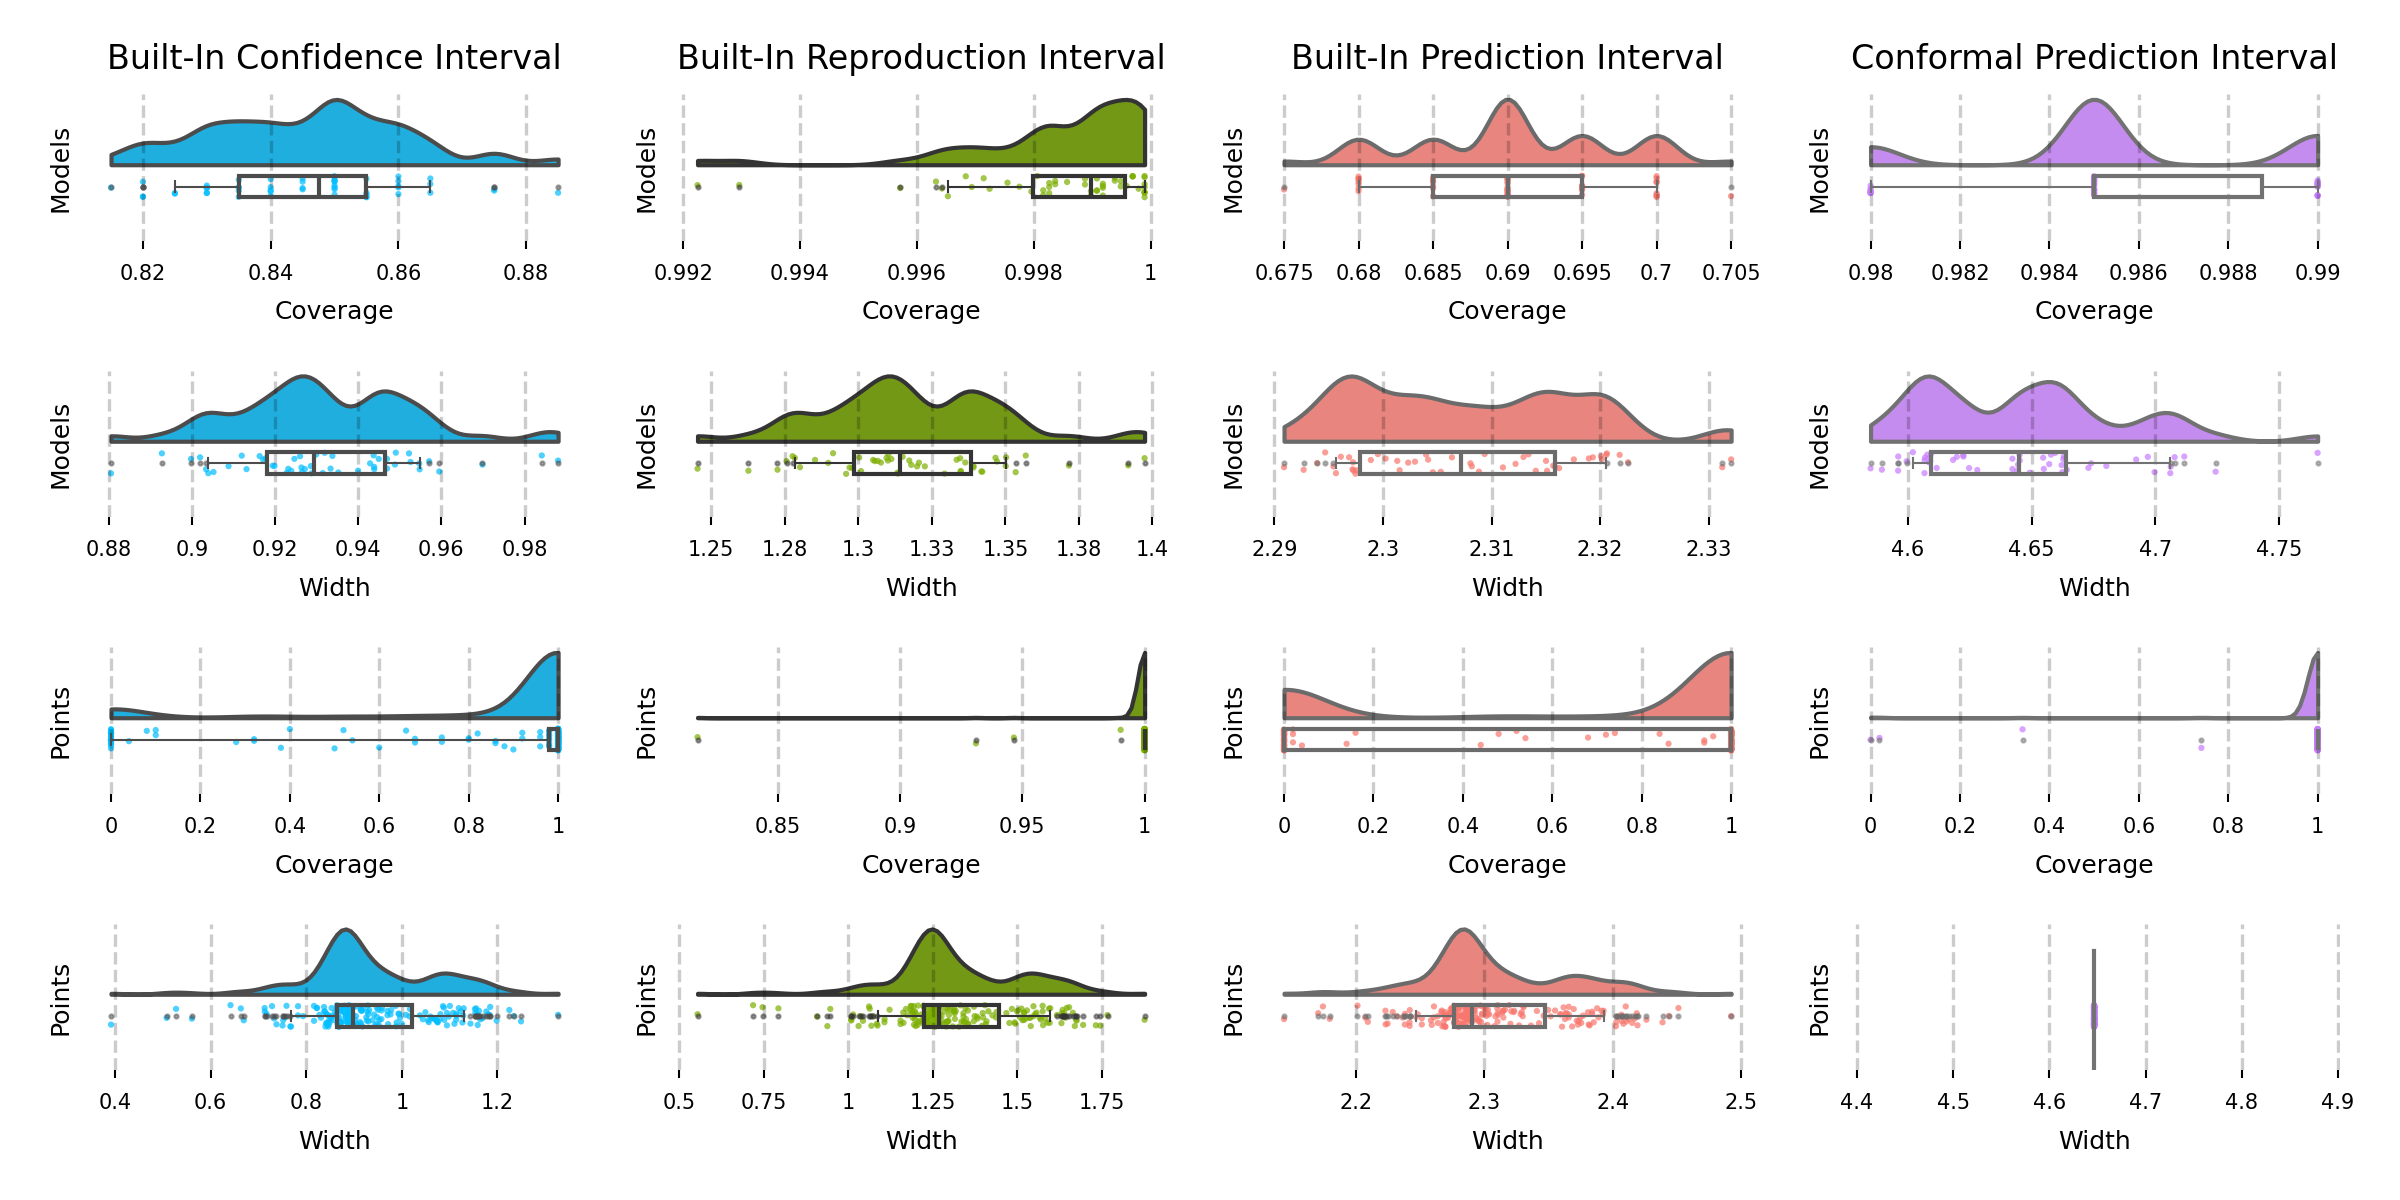 Built-In Confidence Interval Built-In Reproduction Interval Built-In Prediction Interval Conformal Prediction Interval
Models Models Models Models
0.82 0.84 0.86 0.88 0.992 0.994 0.996 0.998 1 0.675 0.68 0.685 0.69 0.695 0.7 0.705 0.98 0.982 0.984 0.986 0.988 0.99
Coverage Coverage Coverage Coverage
Models Models Models Models
0.88 0.9 0.92 0.94 0.96 0.98 1.25 1.28 1.3 1.33 1.35 1.38 1.4 2.29 2.3 2.31 2.32 2.33 4.6 4.65 4.7 4.75
Width Width Width Width
Points Points Points Points
0 0.2 0.4 0.6 0.8 1 0.85 0.9 0.95 1 0 0.2 0.4 0.6 0.8 1 0 0.2 0.4 0.6 0.8 1
Coverage Coverage Coverage Coverage
Points Points Points Points
0.4 0.6 0.8 1 1.2 0.5 0.75 1 1.25 1.5 1.75 2.2 2.3 2.4 2.5 4.4 4.5 4.6 4.7 4.8 4.9
Width Width Width Width